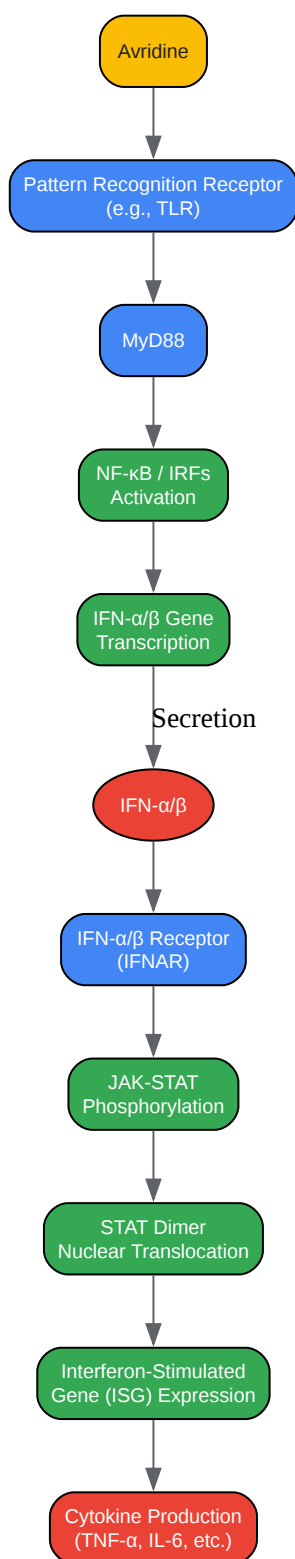 Avridine
Pattern Recognition Receptor
(e.g., TLR)
MyD88
NF-κB / IRFs
Activation
IFN-α/β Gene
Transcription
Secretion
IFN-α/β
IFN-α/β Receptor
(IFNAR)
JAK-STAT
Phosphorylation
STAT Dimer
Nuclear Translocation
Interferon-Stimulated
Gene (ISG) Expression
Cytokine Production
(TNF-α, IL-6, etc.)